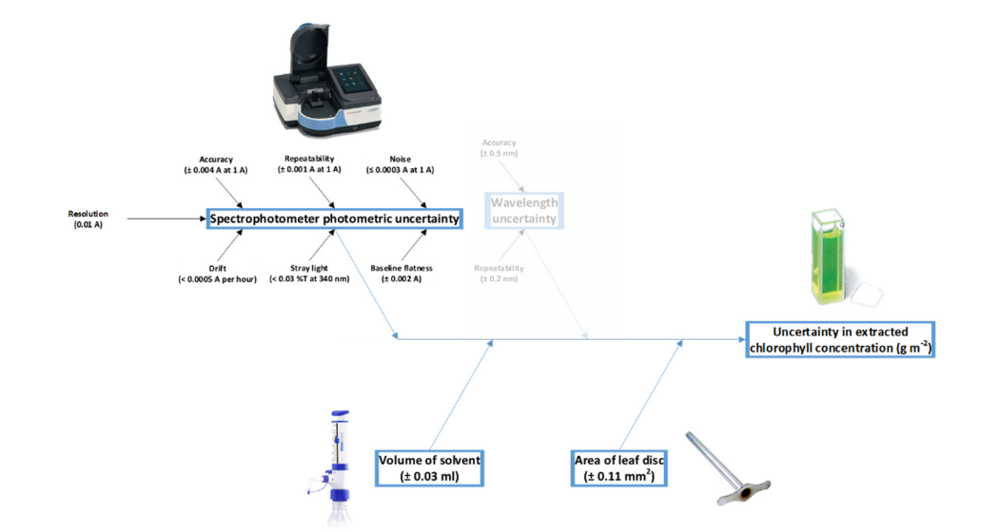 Accuracy
(± 0.004 A at 1 A)
Repeatability
(± 0.001 A at 1 A)
Noise
(≤ 0.0003 A at 1 A)
Accuracy
(± 0.5 nm)
Resolution
(0.01 A)
Spectrophotometer photometric uncertainty
Wavelength
uncertainty
Drift
(< 0.0005 A per hour)
Stray light
(< 0.03 %T at 340 nm)
Baseline flatness
(± 0.002 A)
Repeatability
(± 0.2 nm)
Uncertainty in extracted
chlorophyll concentration (g m⁻²)
Volume of solvent
(± 0.03 ml)
Area of leaf disc
(± 0.11 mm²)